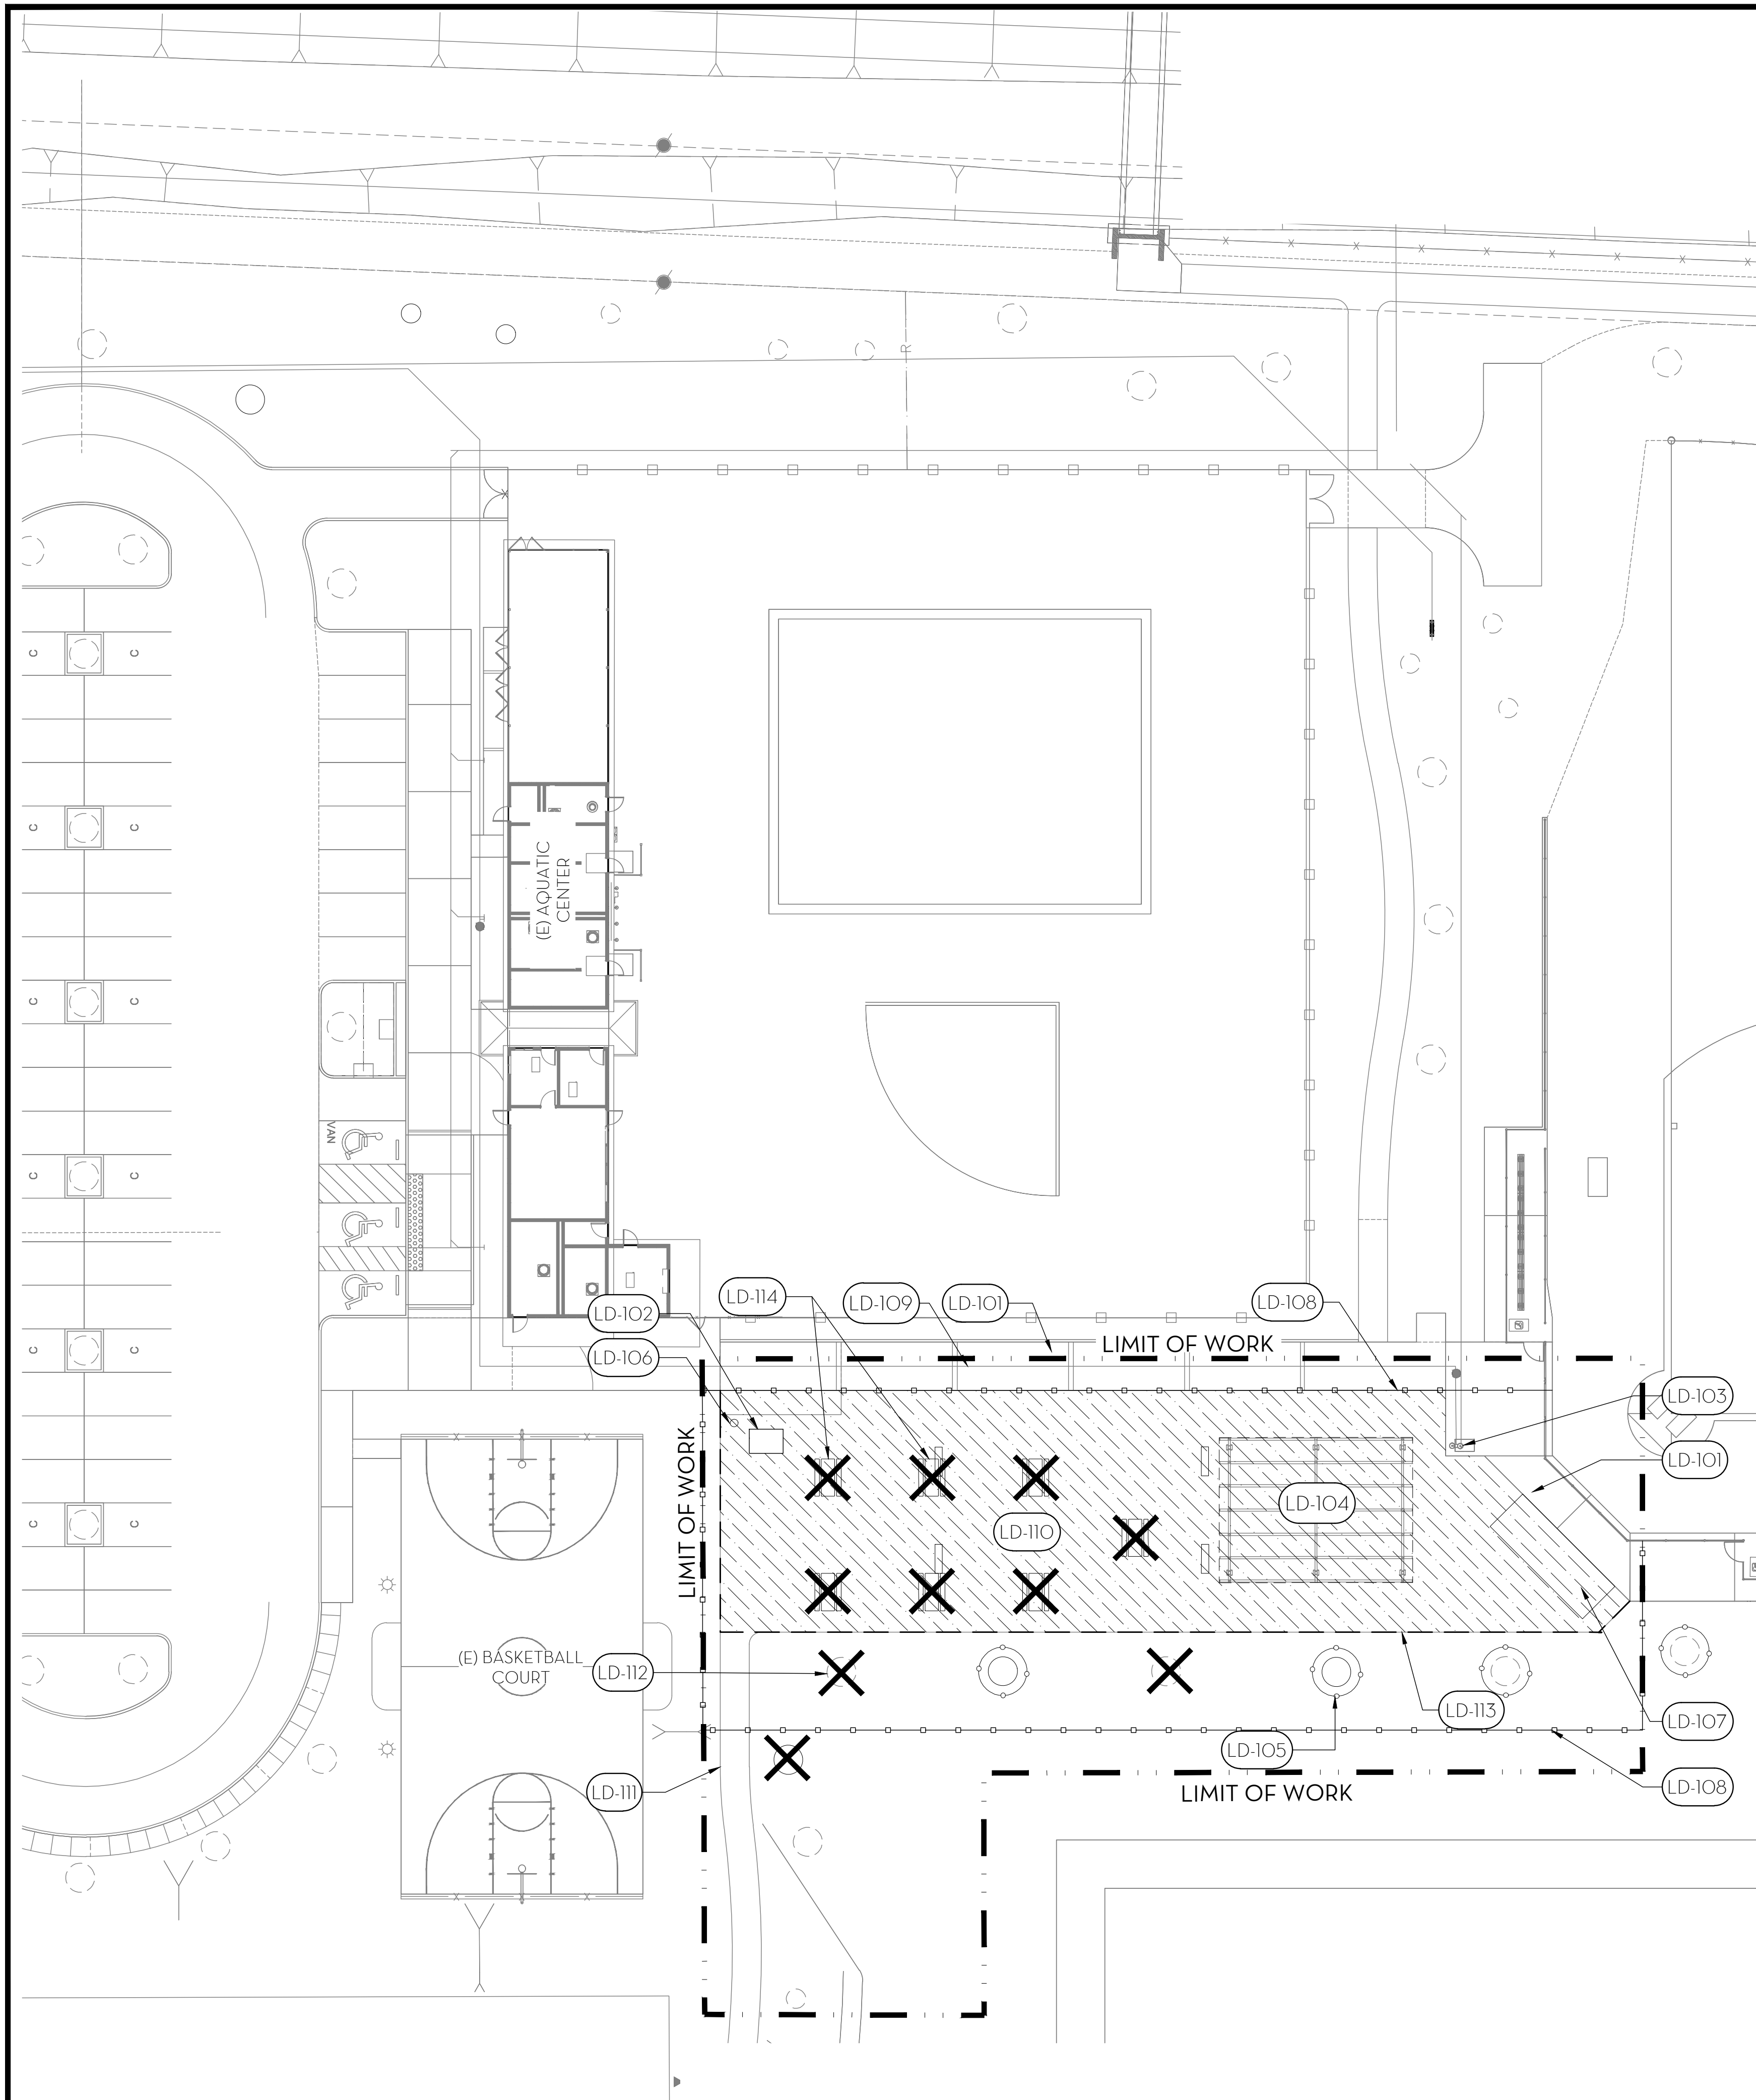 R
C
C
C
C
(E) AQUATIC
CENTER
C
C
VAN
C
C
LD-102
LD-114
LD-109
LD-101
LD-108
LIMIT OF WORK
LD-106
C
C
LD-103
LIMIT OF WORK
LD-101
LD-104
LD-110
C
C
(E) BASKETBALL
COURT
LD-112
LD-113
LD-107
LD-105
LD-111
LIMIT OF WORK
LD-108